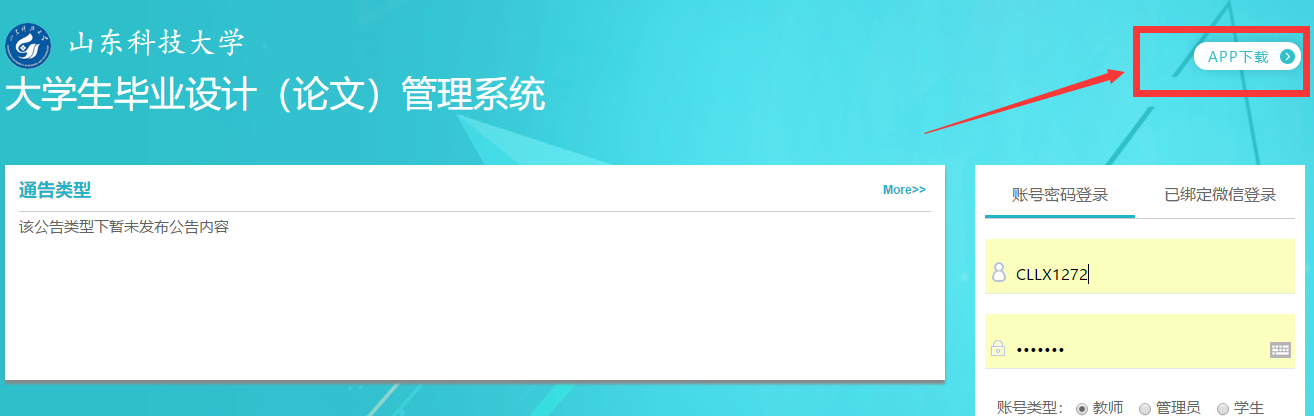 山东科技大学
大学生毕业设计（论文）管理系统
APP下载
通告类型
More>>
该公告类型下暂未发布公告内容
账号密码登录
已绑定微信登录
CLLX1272
•••••••
账号类型： 教师 管理员 学生